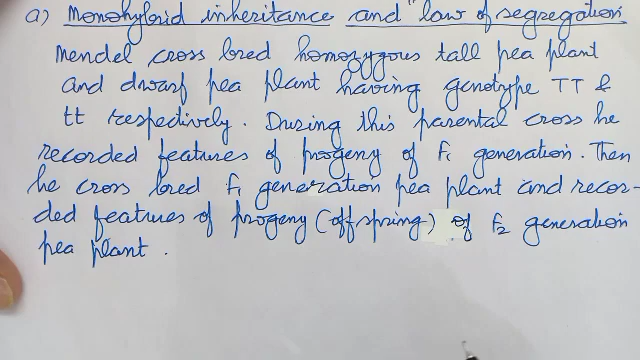 a) Monohybrid inheritance and "law of segregation
Mendel cross bred homozygous tall pea plant
and dwarf pea plant having genotype TT &
tt respectively. During this parental cross he
recorded features of progeny of F1 generation. Then
he cross bred F1 generation pea plant and recor-
ded features of progeny (offspring) of F2 generation
pea plant.